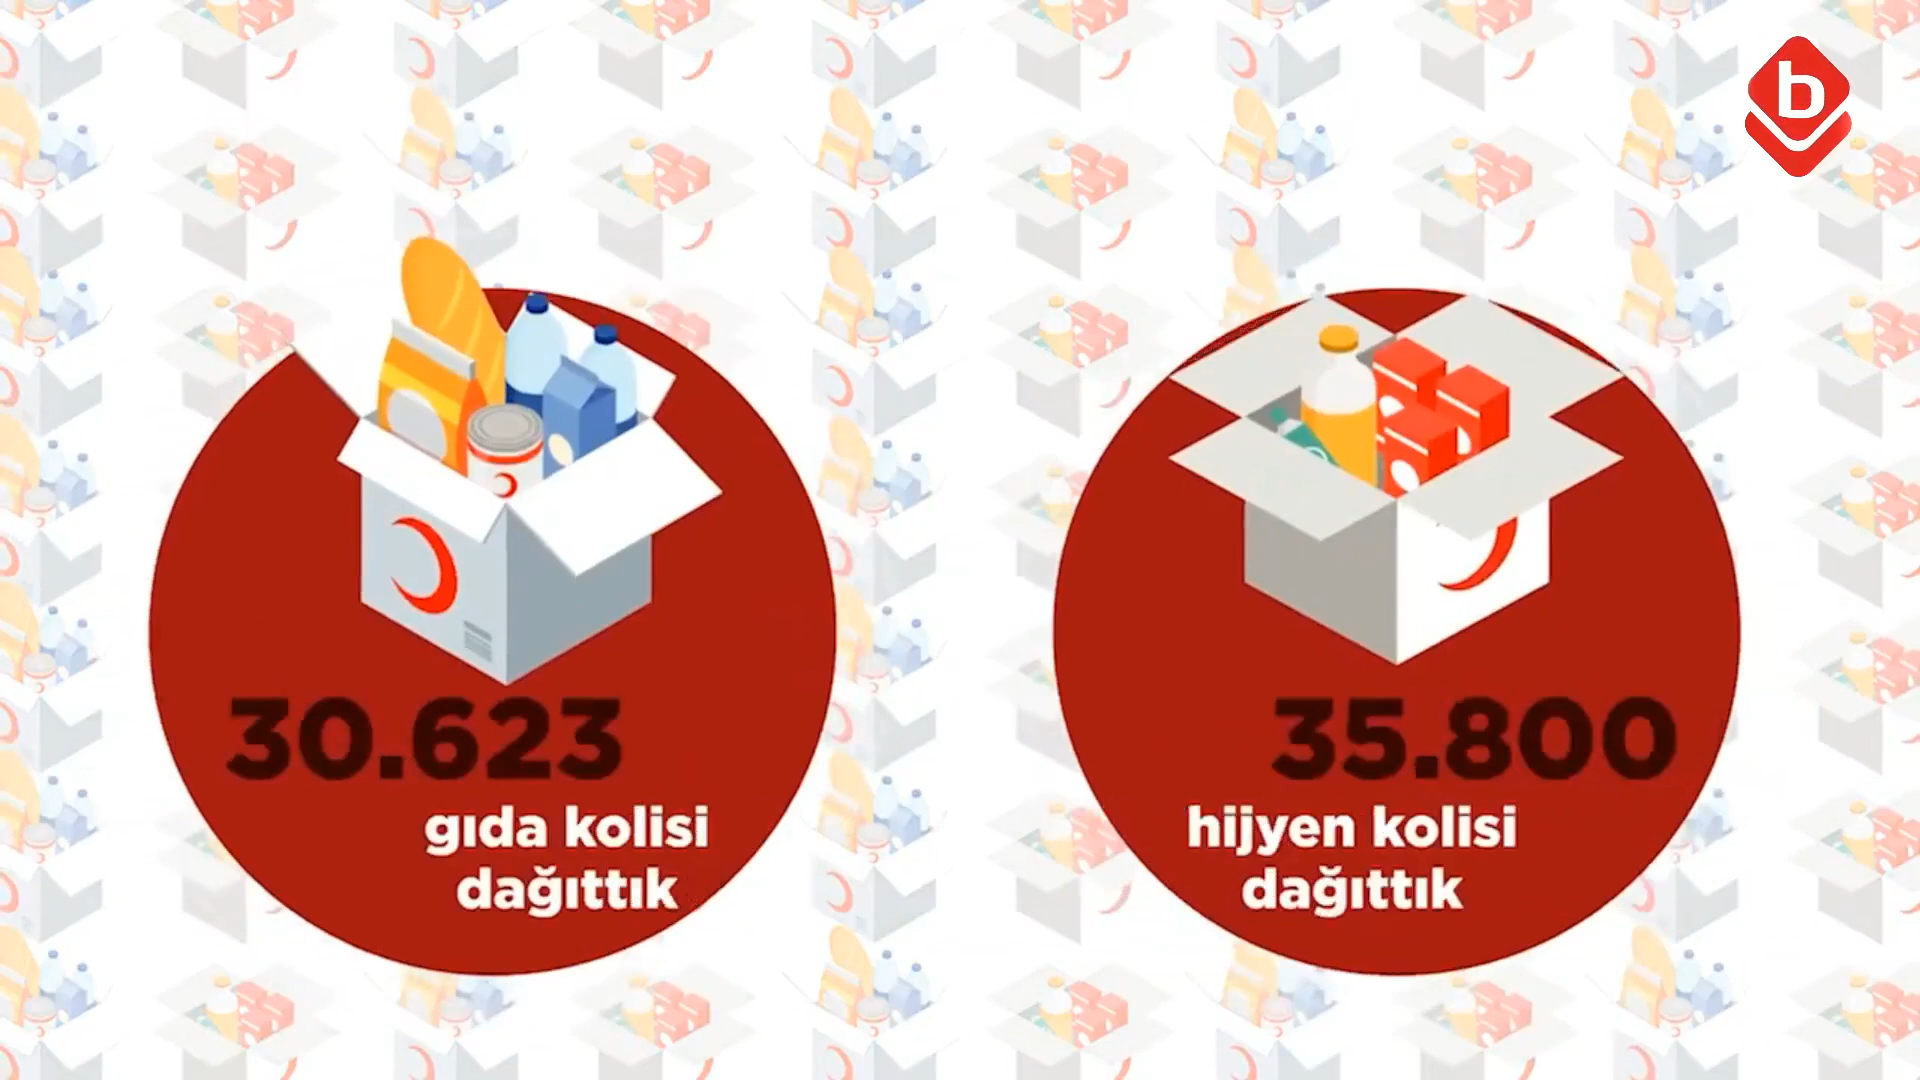 b
30.623
gıda kolisi
dağıttık
35.800
hijyen kolisi
dağıttık